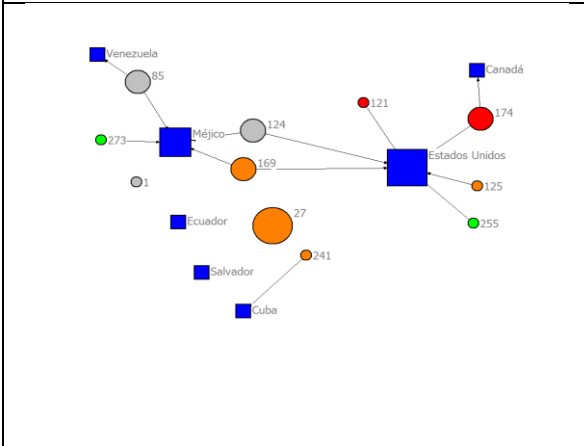 Venezuela
85
Canadá
121
174
124
Méjico
273
Estados Unidos
169
1
125
27
Ecuador
255
241
Salvador
Cuba